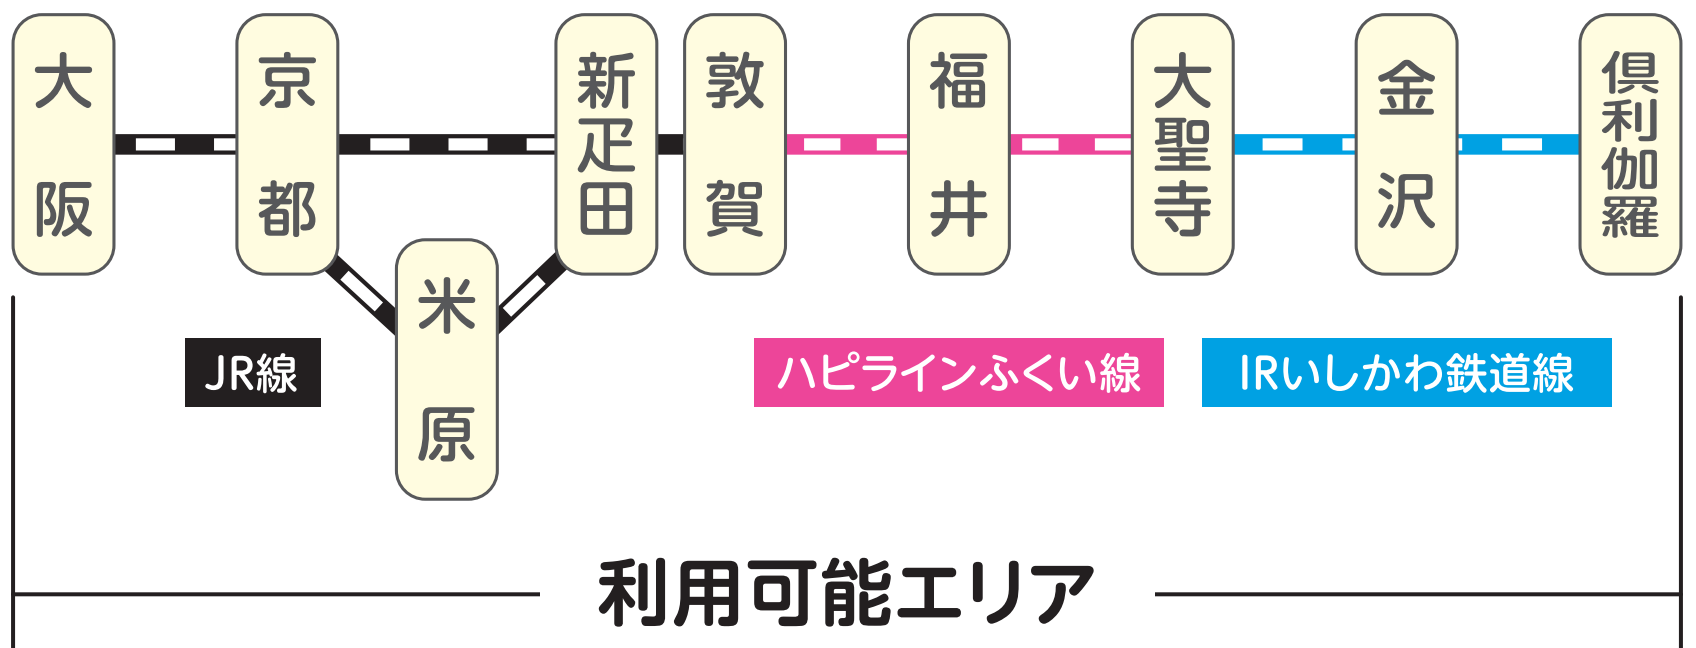 大阪
京都
米原
新疋田
敦賀
福井
大聖寺
金沢
倶利伽羅
JR線
ハピラインふくい線
IRいしかわ鉄道線
利用可能エリア